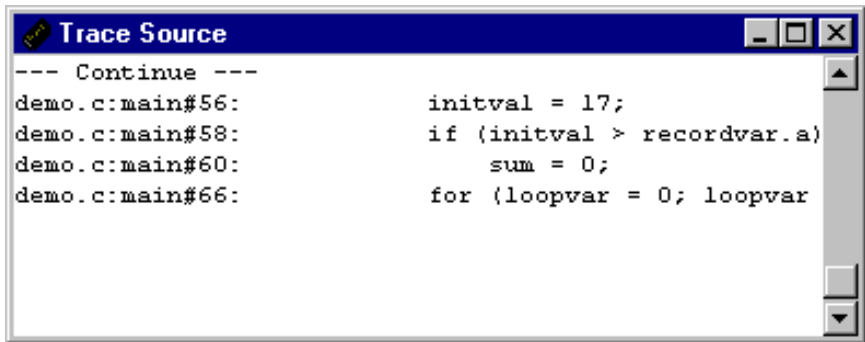 Trace Source
--- Continue ---
demo.c:main#56: initval = 17;
demo.c:main#58: if (initval > recordvar.a)
demo.c:main#60: sum = 0;
demo.c:main#66: for (loopvar = 0; loopvar